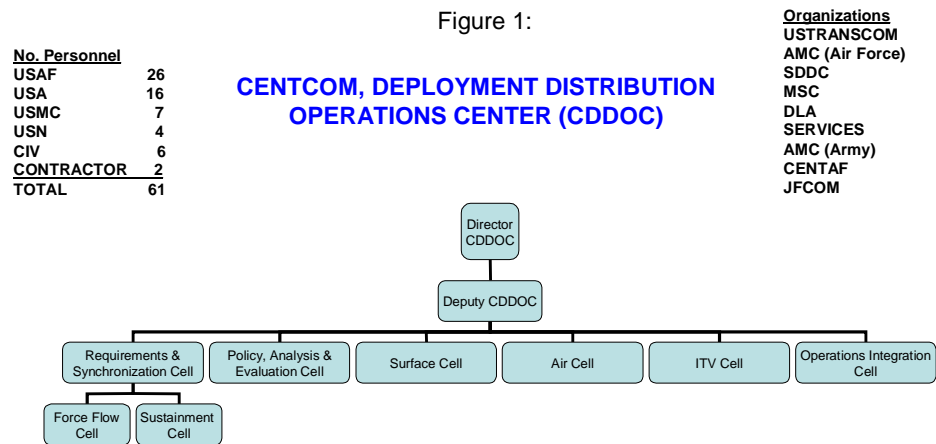 Figure 1:
No. Personnel
USAF 26
USA 16
USMC 7
USN 4
CIV 6
CONTRACTOR 2
TOTAL 61
CENTCOM, DEPLOYMENT DISTRIBUTION
OPERATIONS CENTER (CDDOC)
Organizations
USTRANSCOM
AMC (Air Force)
SDDC
MSC
DLA
SERVICES
AMC (Army)
CENTAF
JFCOM
Director
CDDOC
Deputy CDDOC
Requirements &
Synchronization Cell
Policy, Analysis &
Evaluation Cell
Surface Cell
Air Cell
ITV Cell
Operations Integration
Cell
Force Flow
Cell
Sustainment
Cell